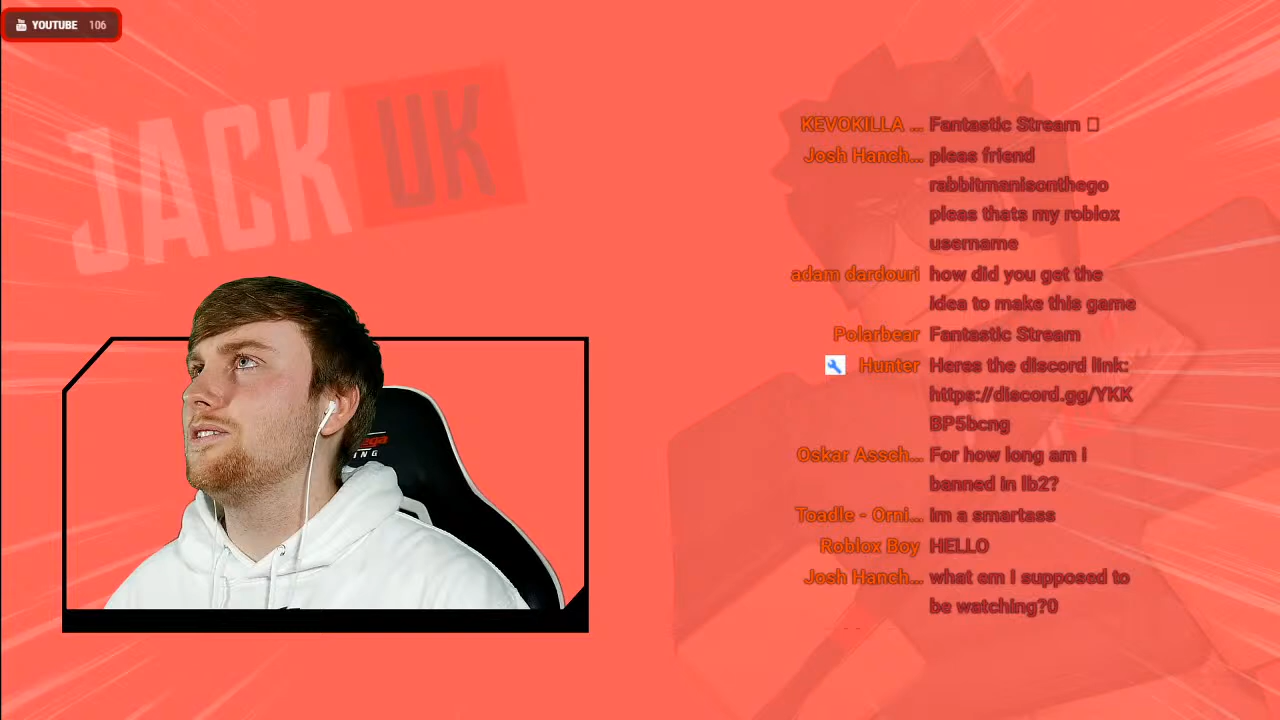 YOUTUBE 106
JACK UK
KEVOKILLA ... Fantastic Stream
Josh Hanch... pleas friend
rabbitmanisonthego
pleas thats my roblox
username
adam dardouri how did you get the
idea to make this game
Polarbear Fantastic Stream
Hunter Heres the discord link:
https://discord.gg/YKK
BP5bcng
Oskar Assch... For how long am I
banned in lb2?
Toadle - Orni... Im a smartass
Roblox Boy HELLO
Josh Hanch... what om I supposed to
be watching?0
ega
ING